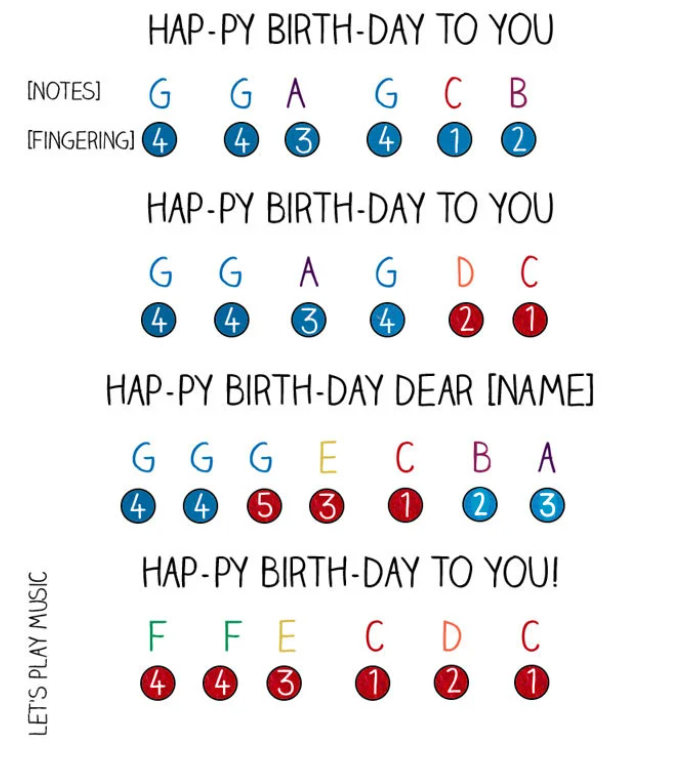 HAP-PY BIRTH-DAY TO YOU
[NOTES] G G A G C B
[FINGERING] 4 4 3 4 1 2
HAP-PY BIRTH-DAY TO YOU
G G A G D C
4 4 3 4 2 1
HAP-PY BIRTH-DAY DEAR [NAME]
G G G E C B A
4 4 5 3 1 2 3
HAP-PY BIRTH-DAY TO YOU!
F F E C D C
4 4 3 1 2 1
LET'S PLAY MUSIC